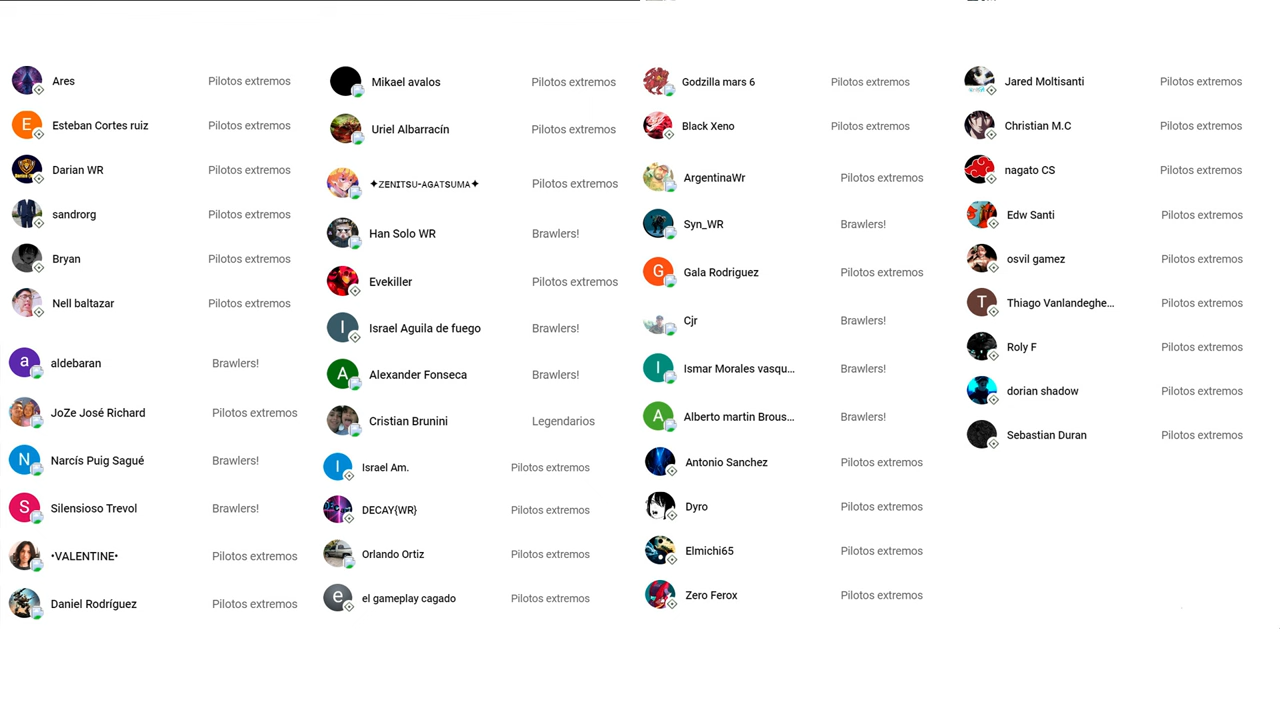 Ares Pilotos extremos
E Esteban Cortes ruiz Pilotos extremos
Darian WR Pilotos extremos
sandrorg Pilotos extremos
Bryan Pilotos extremos
Nell baltazar Pilotos extremos
a aldebaran Brawlers!
JoZe José Richard Pilotos extremos
N Narcís Puig Sagué Brawlers!
S Silensioso Trevol Brawlers!
•VALENTINE• Pilotos extremos
Daniel Rodríguez Pilotos extremos
Mikael avalos Pilotos extremos
Uriel Albarracín Pilotos extremos
✦ZENITSU-AGATSUMA✦ Pilotos extremos
Han Solo WR Brawlers!
Evekiller Pilotos extremos
I Israel Aguila de fuego Brawlers!
A Alexander Fonseca Brawlers!
Cristian Brunini Legendarios
I Israel Am. Pilotos extremos
DECAY{WR} Pilotos extremos
Orlando Ortiz Pilotos extremos
e el gameplay cagado Pilotos extremos
Godzilla mars 6 Pilotos extremos
Black Xeno Pilotos extremos
ArgentinaWr Pilotos extremos
Syn_WR Brawlers!
G Gala Rodriguez Pilotos extremos
Cjr Brawlers!
I Ismar Morales vasqu... Brawlers!
A Alberto martin Brous... Brawlers!
Antonio Sanchez Pilotos extremos
Dyro Pilotos extremos
Elmichi65 Pilotos extremos
Zero Ferox Pilotos extremos
Jared Moltisanti Pilotos extremos
Christian M.C Pilotos extremos
nagato CS Pilotos extremos
Edw Santi Pilotos extremos
osvil gamez Pilotos extremos
T Thiago Vanlandeghe... Pilotos extremos
Roly F Pilotos extremos
dorian shadow Pilotos extremos
Sebastian Duran Pilotos extremos